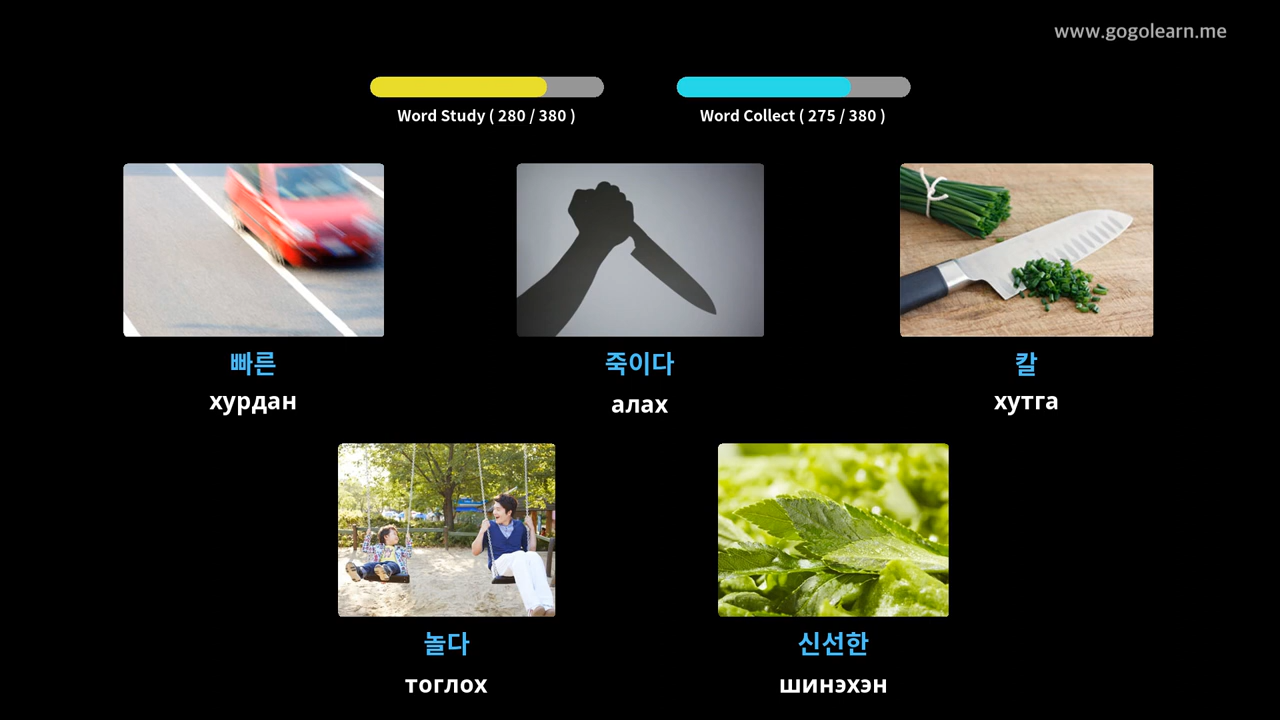 www.gogolearn.me
Word Study ( 280 / 380 )
Word Collect ( 275 / 380 )
빠른
хурдан
죽이다
алах
칼
хутга
놀다
тоглох
신선한
шинэхэн